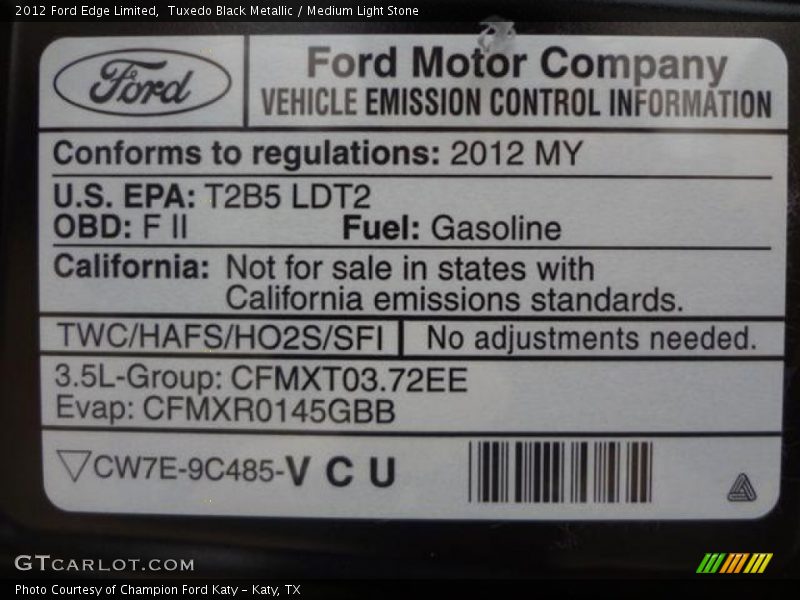 2012 Ford Edge Limited,  Tuxedo Black Metallic / Medium Light Stone
Ford
Ford Motor Company
VEHICLE EMISSION CONTROL INFORMATION
Conforms to regulations: 2012 MY
U.S. EPA: T2B5 LDT2
OBD: F II Fuel: Gasoline
California: Not for sale in states with
California emissions standards.
TWC/HAFS/HO2S/SFI No adjustments needed.
3.5L-Group: CFMXT03.72EE
Evap: CFMXR0145GBB
CW7E-9C485-V C U
GTCARLOT.COM
Photo Courtesy of Champion Ford Katy - Katy, TX